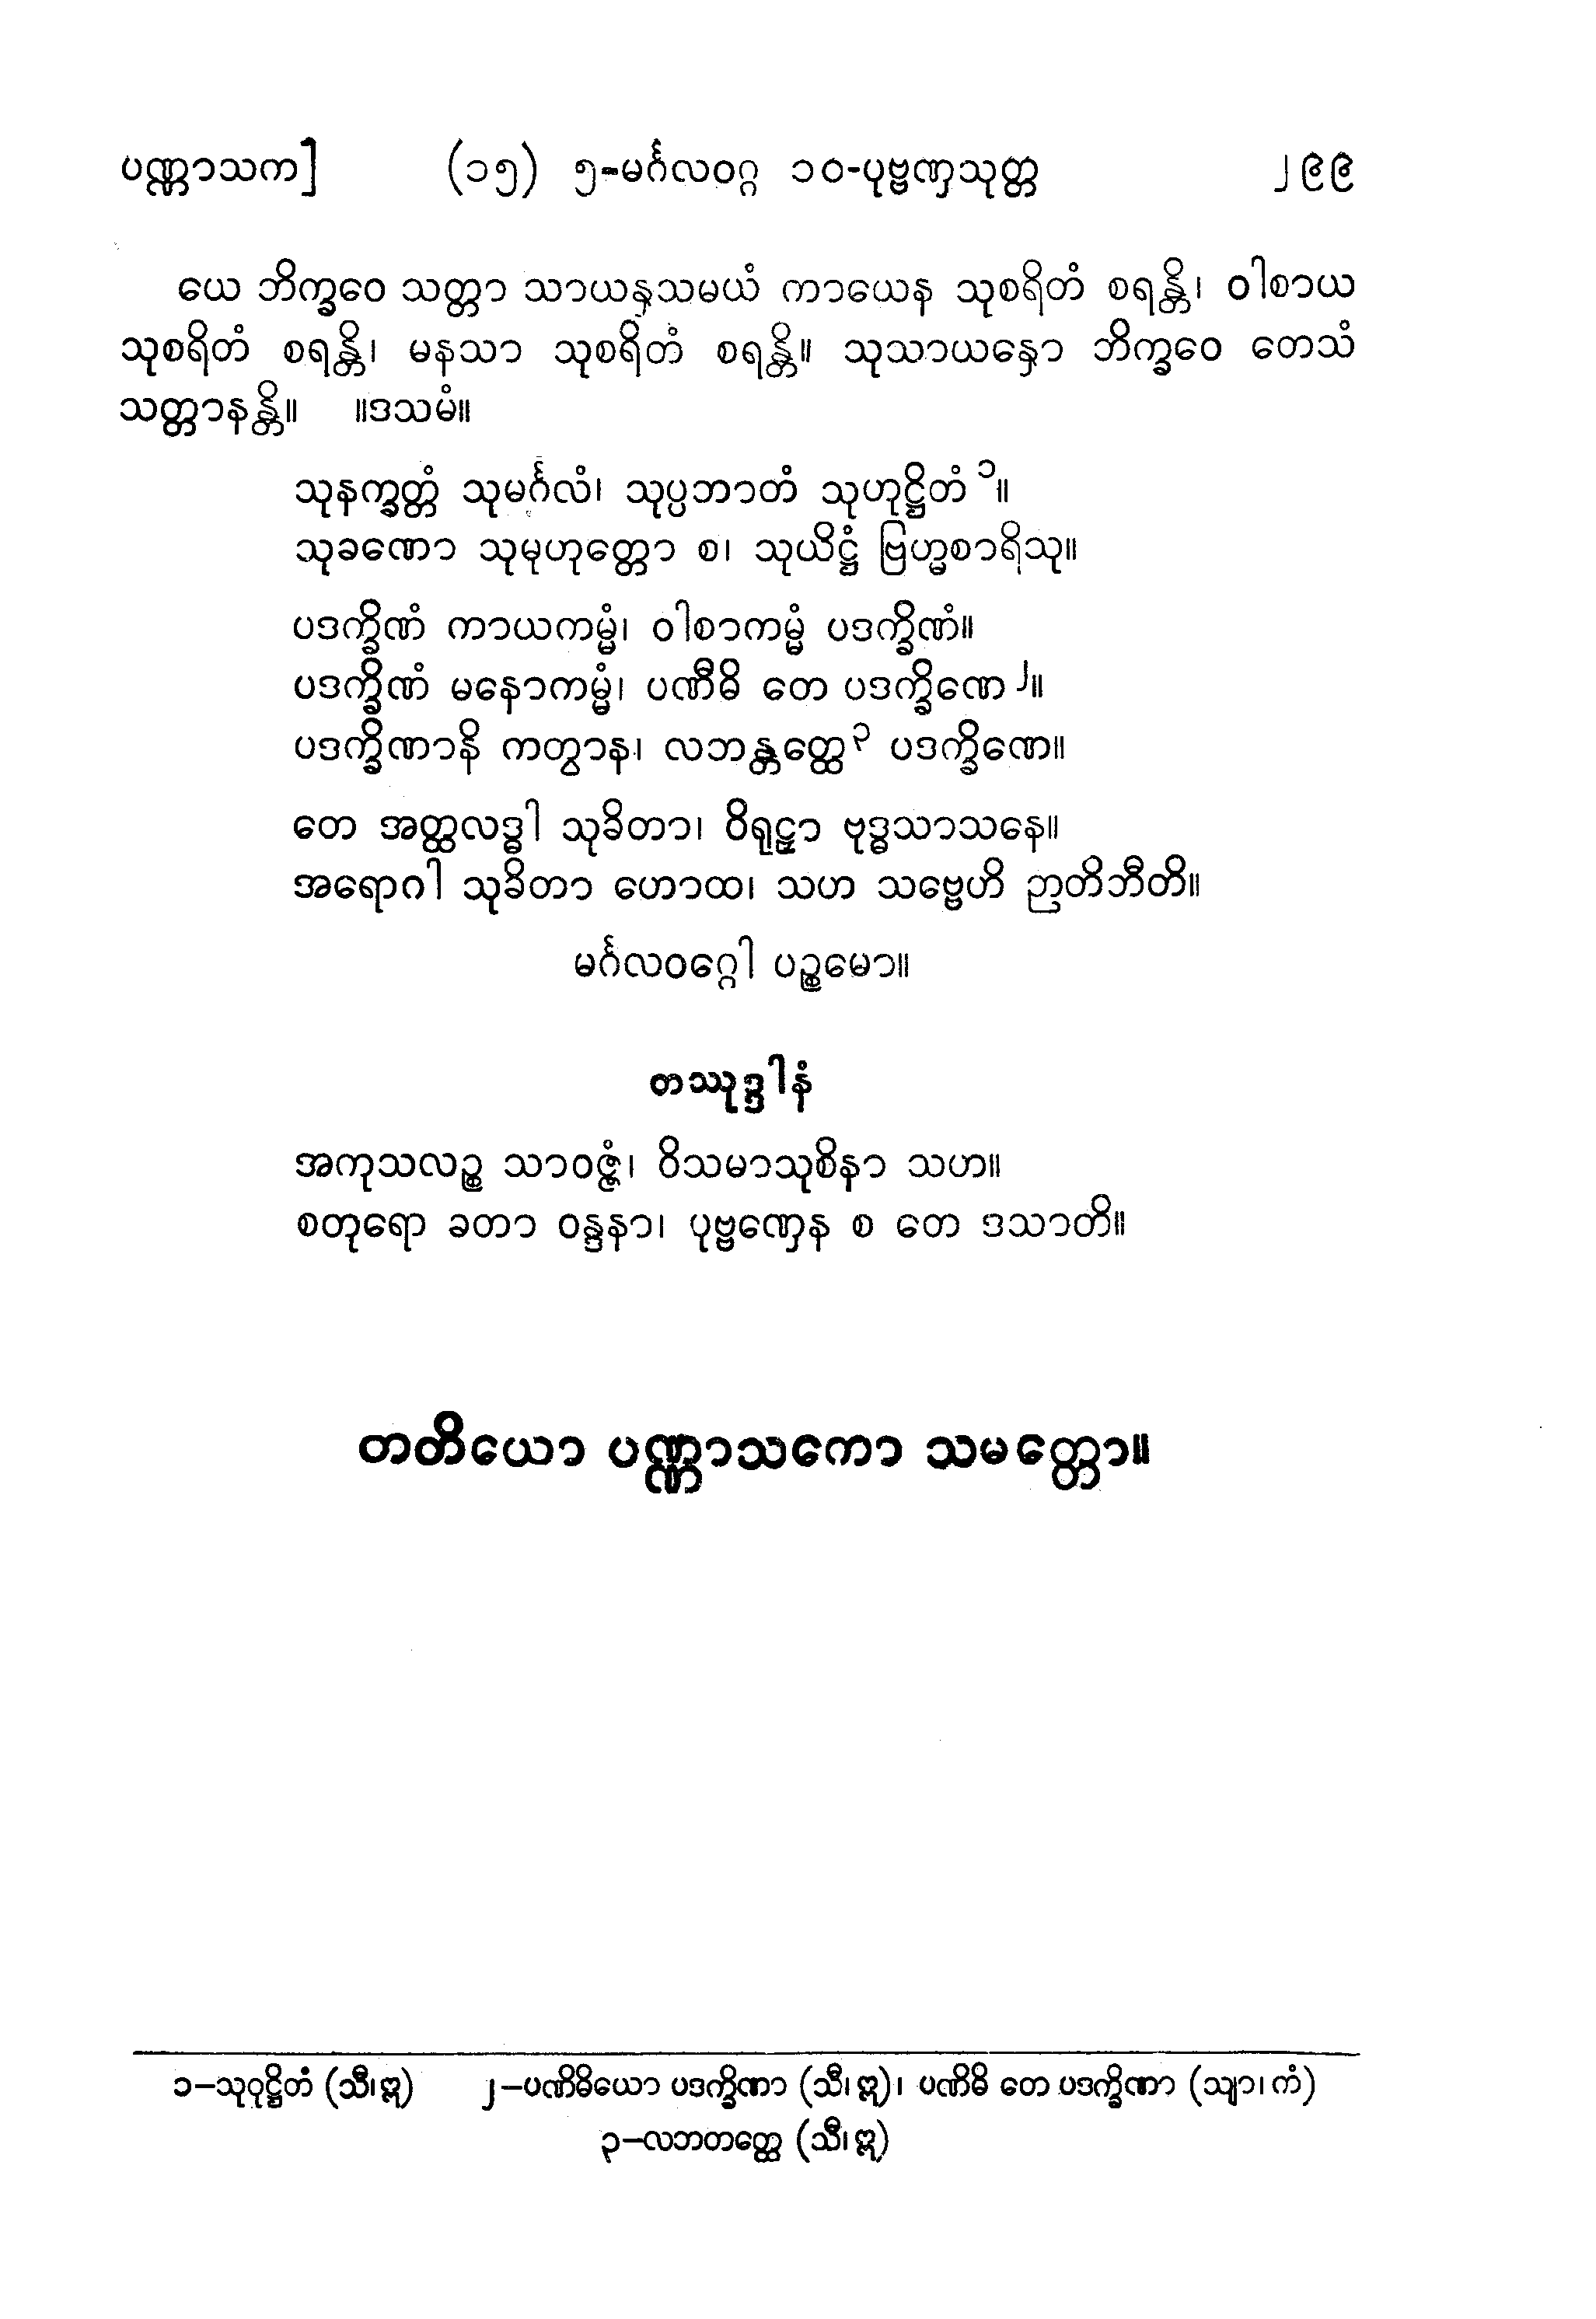 ပဏ္ဏာသက] (၁၅) ၅-မင်္ဂလဝဂ္ဂ ၁၀-ပုဗ္ဗဏှသုတ္တ ၂၉၉
ယေ ဘိက္ခဝေ သတ္တာ သာယနှသမယံ ကာယေန သုစရိတံ စရန္တိ၊ ဝါစာယ
သုစရိတံ စရန္တိ၊ မနသာ သုစရိတံ စရန္တိ။ သုသာယနှော ဘိက္ခဝေ တေသံ
သတ္တာနန္တိ။ ။ဒသမံ။
သုနက္ခတ္တံ သုမင်္ဂလံ၊ သုပ္ပဘာတံ သုဟုဋ္ဌိတံ ၁။
သုခဏော သုမုဟုတ္တော စ၊ သုယိဋ္ဌံ ဗြဟ္မစာရိသု။
ပဒက္ခိဏံ ကာယကမ္မံ၊ ဝါစာကမ္မံ ပဒက္ခိဏံ။
ပဒက္ခိဏံ မနောကမ္မံ၊ ပဏီဓိ တေ ပဒက္ခိဏေ ၂။
ပဒက္ခိဏာနိ ကတွာန၊ လဘန္တတ္ထေ ၃ ပဒက္ခိဏေ။
တေ အတ္ထလဒ္ဓါ သုခိတာ၊ ဝိရုဠှာ ဗုဒ္ဓသာသနေ။
အရောဂါ သုခိတာ ဟောထ၊ သဟ သဗ္ဗေဟိ ဉာတိဘီတိ။
မင်္ဂလဝဂ္ဂေါ ပဉ္စမော။
တဿုဒ္ဒါနံ
အကုသလဉ္စ သာဝဇ္ဇံ၊ ဝိသမာသုစိနာ သဟ။
စတုရော ခတာ ဝန္ဒနာ၊ ပုဗ္ဗဏှေန စ တေ ဒသာတိ။
တတိယော ပဏ္ဏာသကော သမတ္တော။
၁–သုဝုဋ္ဌိတံ (သီ၊ဣ) ၂–ပဏိဓိယော ပဒက္ခိဏာ (သီ၊ဣ)၊ ပဏိဓိ တေ ပဒက္ခိဏာ (သျာ၊ကံ)
၃–လဘတတ္ထေ (သီ၊ဣ)